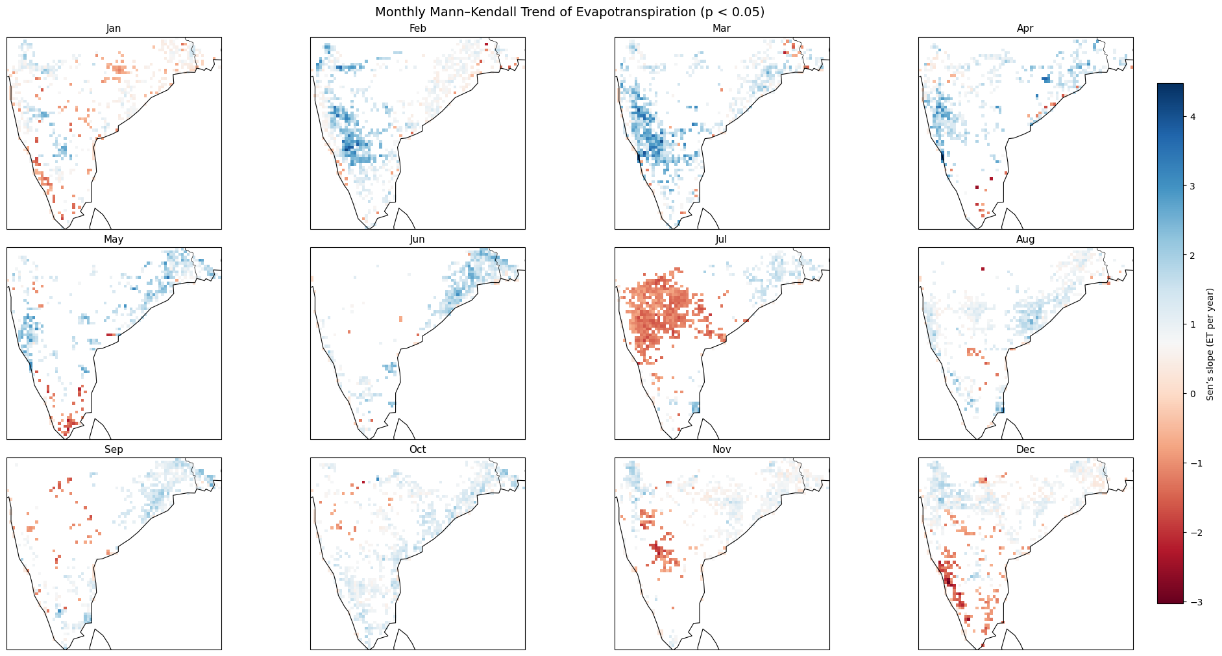 Monthly Mann–Kendall Trend of Evapotranspiration (p < 0.05)
Jan
Feb
Mar
Apr
May
Jun
Jul
Aug
Sep
Oct
Nov
Dec
4
3
2
1
0
−1
−2
−3
Sen's slope (ET per year)